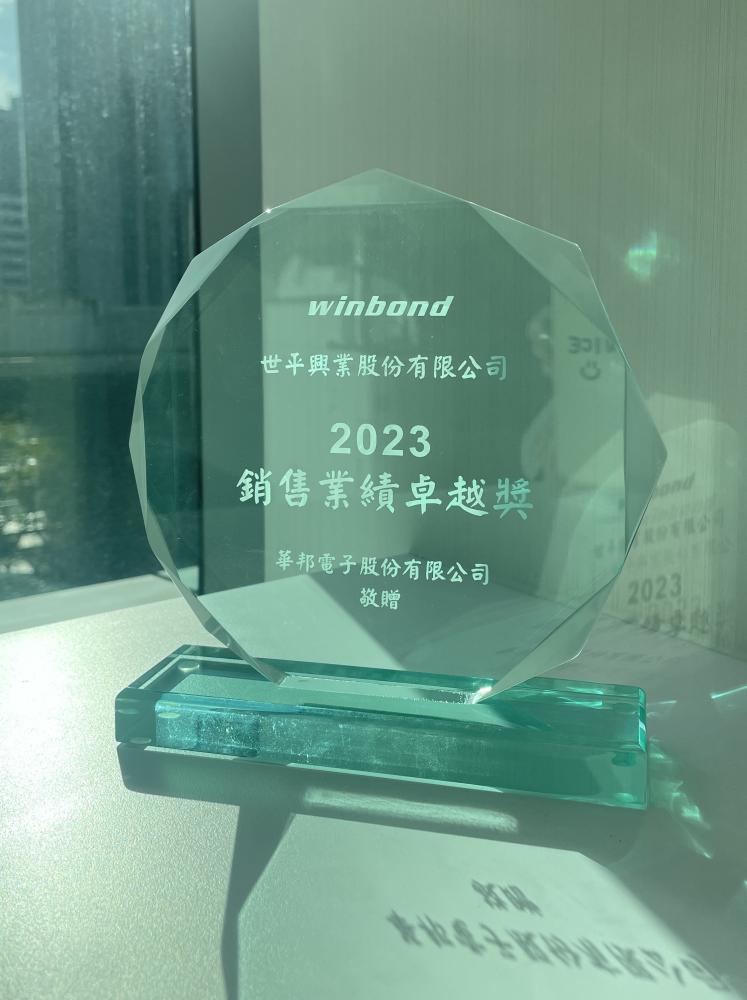 winbond
世平興業股份有限公司
2023
銷售業績卓越獎
華邦電子股份有限公司
敬贈
2023